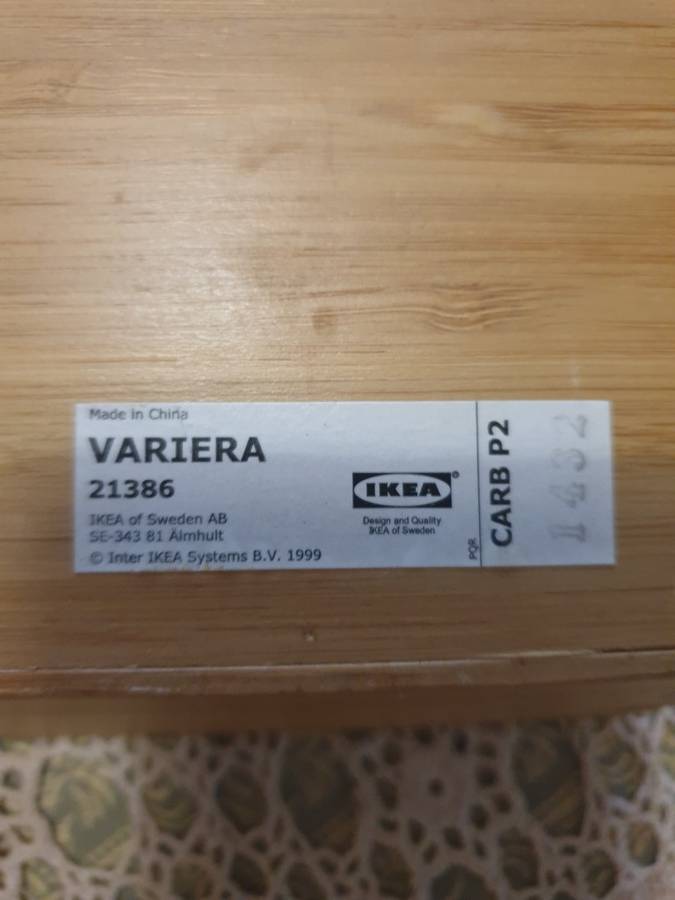 Made in China
VARIERA
21386
IKEA of Sweden AB
SE-343 81 Älmhult
© Inter IKEA Systems B.V. 1999
IKEA®
Design and Quality
IKEA of Sweden
PQR
CARB P2
1432